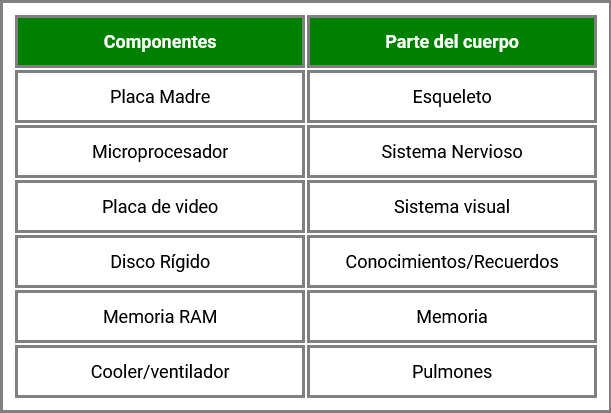 Componentes Parte del cuerpo
Placa Madre Esqueleto
Microprocesador Sistema Nervioso
Placa de video Sistema visual
Disco Rígido Conocimientos/Recuerdos
Memoria RAM Memoria
Cooler/ventilador Pulmones